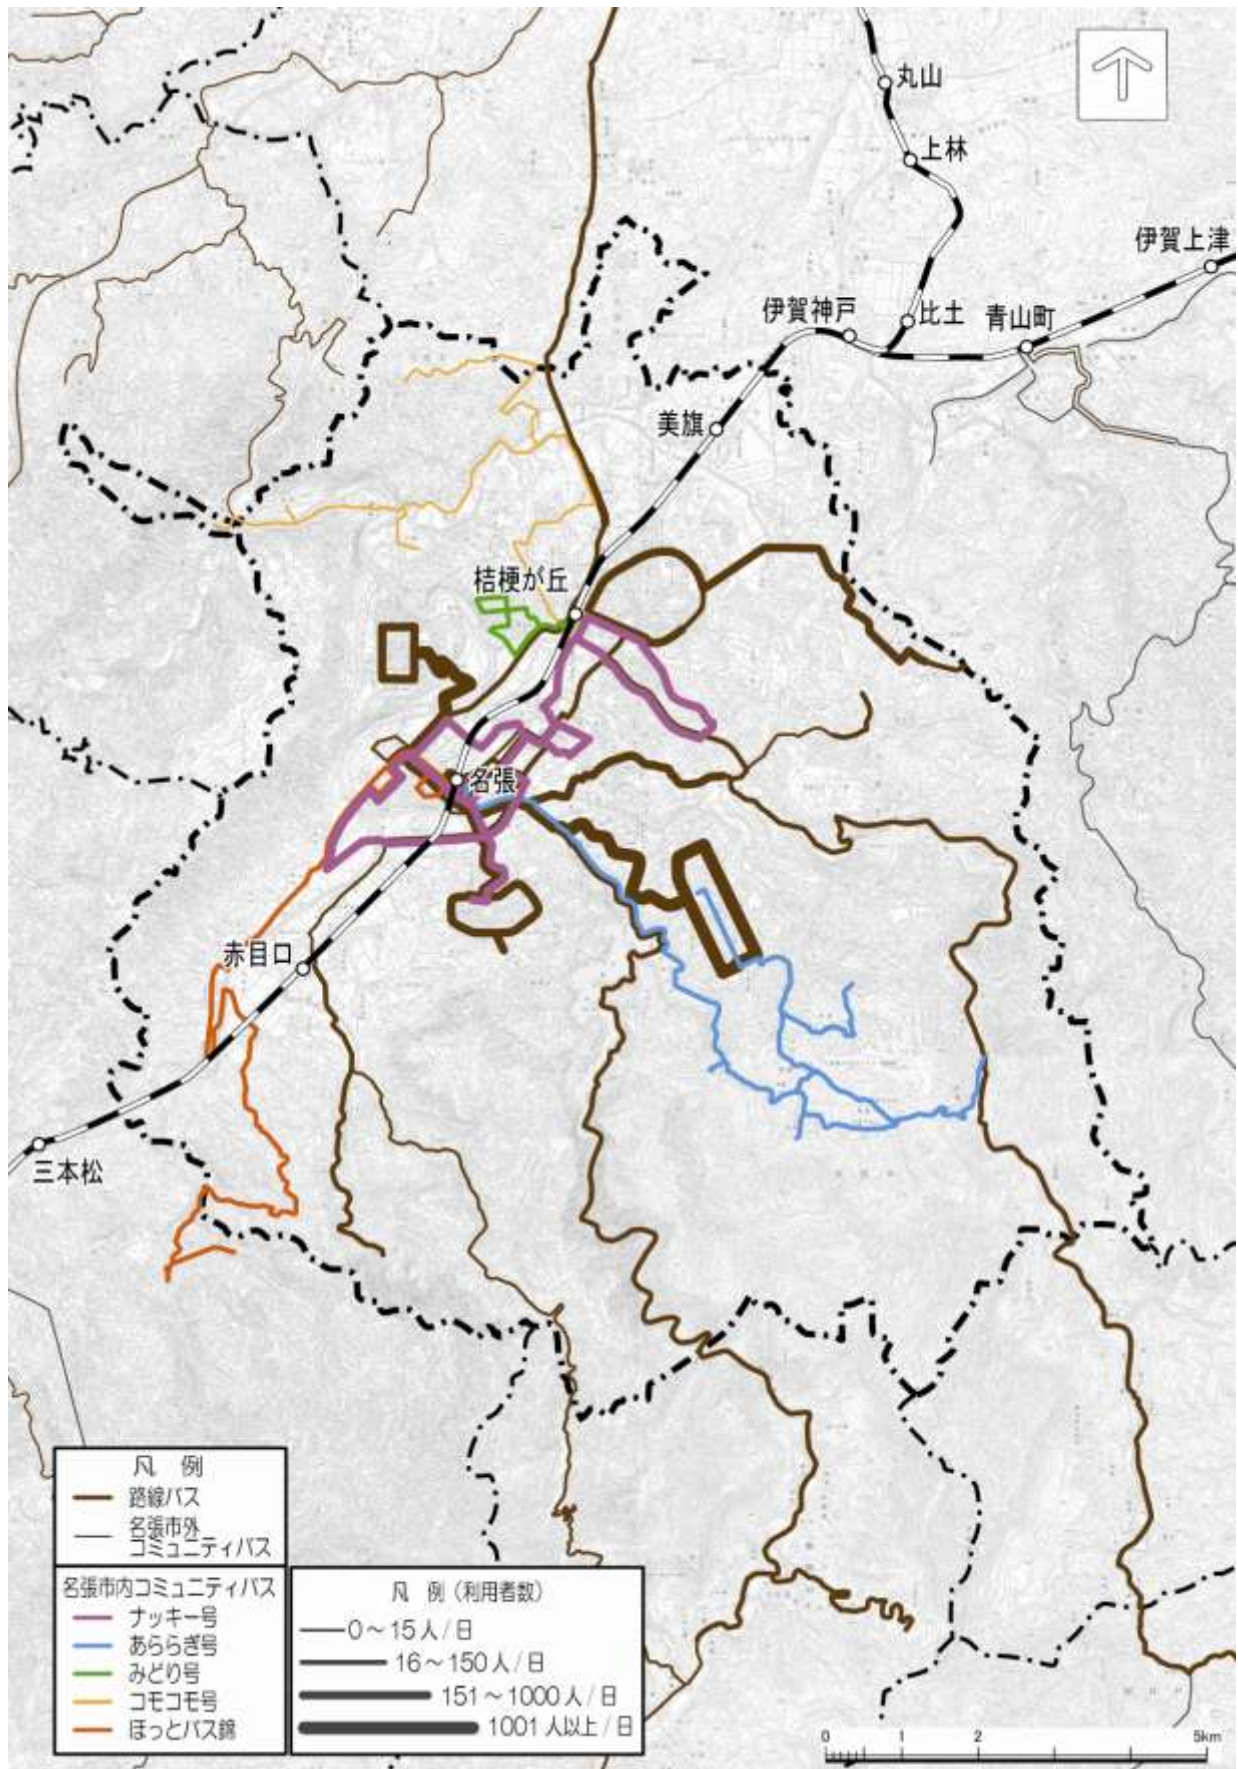 丸山
上林
伊賀上津
伊賀神戸
比土
青山町
美旗
桔梗が丘
名張
赤目口
三本松
凡 例
路線バス
名張市外
コミュニティバス
名張市内コミュニティバス
ナッキー号
あららぎ号
みどり号
コモコモ号
ほっとバス錦
凡 例（利用者数）
0～15人/日
16～150人/日
151～1000人/日
1001人以上/日
0 1 2 5km